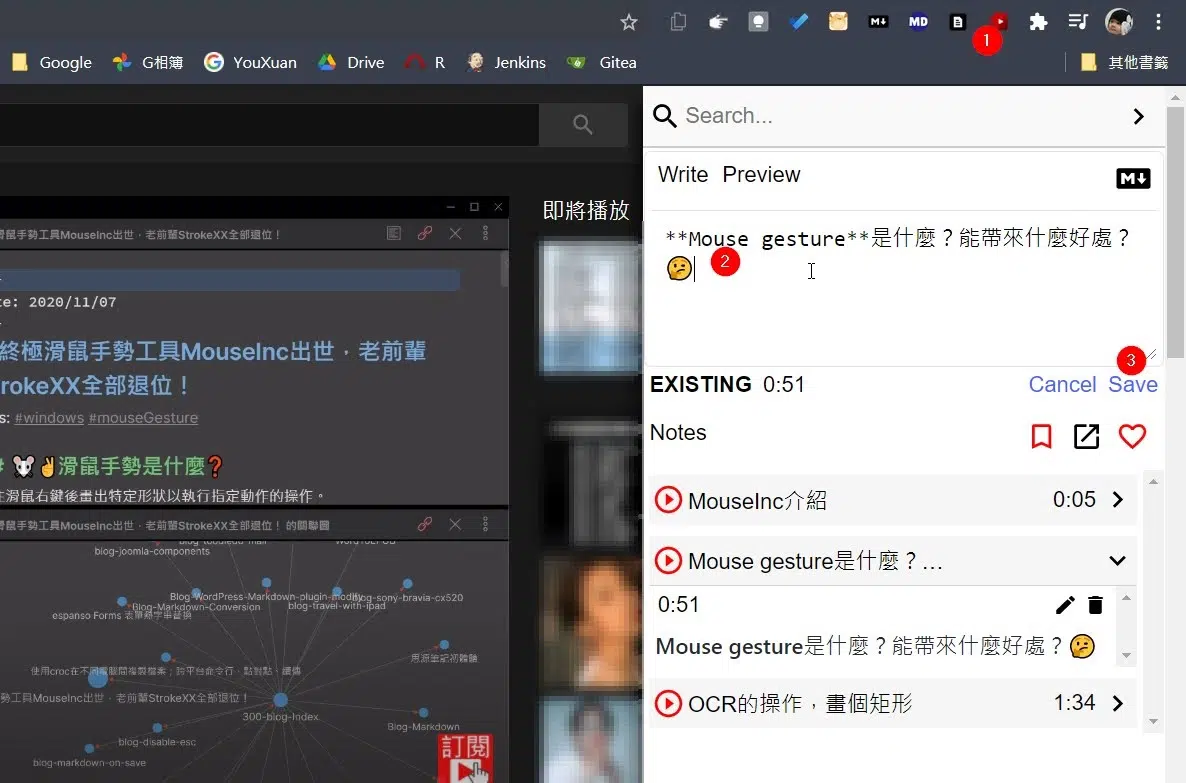 M↓
MD
B
1
Google
G相簿
YouXuan
Drive
R
Jenkins
Gitea
其他書籤
Search...
Write Preview
M↓
**Mouse gesture**是什麼？能帶來什麼好處？
🤔
2
3
EXISTING 0:51
Cancel Save
Notes
MouseInc介紹 0:05
Mouse gesture是什麼？…
0:51
Mouse gesture是什麼？能帶來什麼好處？🤔
OCR的操作，畫個矩形 1:34
即將播放
滑鼠手勢工具MouseInc出世，老前輩StrokeXX全部退位！
te: 2020/11/07
終極滑鼠手勢工具MouseInc出世，老前輩
rokeXX全部退位！
s: #windows #mouseGesture
🐭✌滑鼠手勢是什麼❓
滑鼠右鍵後畫出特定形狀以執行指定動作的操作。
滑鼠手勢工具MouseInc出世，老前輩StrokeXX全部退位！ 的關聯圖
blog-joomla-components
Blog-WordPress-Markdown-plugin-modify
blog-sony-bravia-cx520
Blog-Markdown-Conversion
blog-travel-with-ipad
espanso Forms 表單類字串替換
使用croc在不同電腦間複製檔案；跨平台命令行，點對點，續傳
勢工具MouseInc出世，老前輩StrokeXX全部退位！
300-blog-Index
Blog-Markdown
blog-disable-esc
blog-markdown-on-save
訂閱